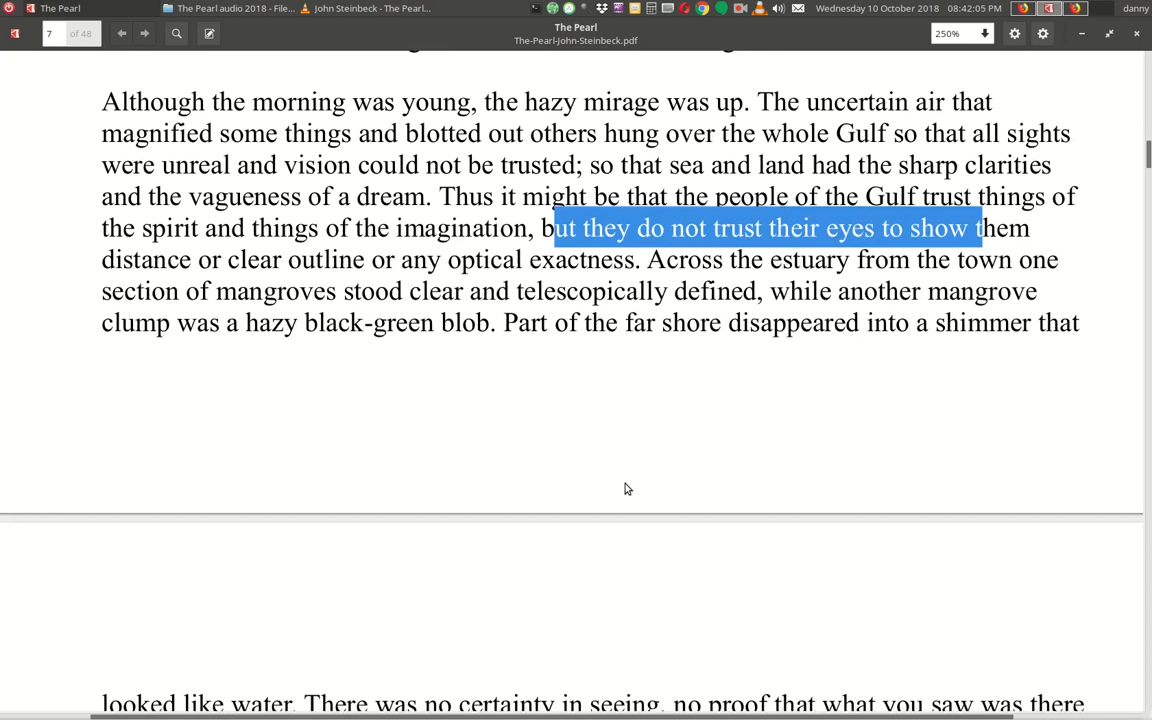 The Pearl
The Pearl audio 2018 - File...
John Steinbeck - The Pearl...
Wednesday 10 October 2018
08:42:05 PM
danny
7
of 48
The Pearl
The-Pearl-John-Steinbeck.pdf
250%
Although the morning was young, the hazy mirage was up. The uncertain air that
magnified some things and blotted out others hung over the whole Gulf so that all sights
were unreal and vision could not be trusted; so that sea and land had the sharp clarities
and the vagueness of a dream. Thus it might be that the people of the Gulf trust things of
the spirit and things of the imagination, but they do not trust their eyes to show them
distance or clear outline or any optical exactness. Across the estuary from the town one
section of mangroves stood clear and telescopically defined, while another mangrove
clump was a hazy black-green blob. Part of the far shore disappeared into a shimmer that
looked like water. There was no certainty in seeing, no proof that what you saw was there